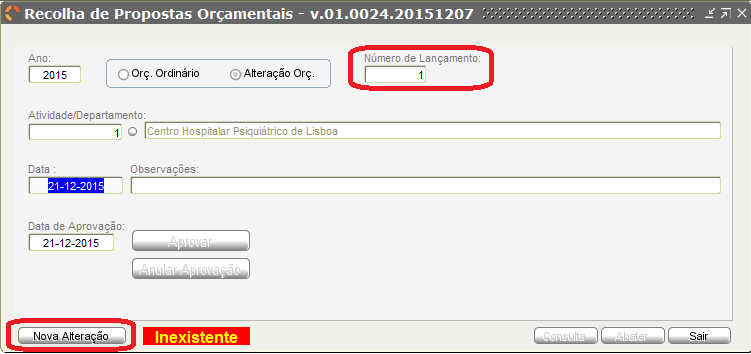 Recolha de Propostas Orçamentais - v.01.0024.20151207
Ano:
Número de Lançamento:
2015
Orç. Ordinário
Alteração Orç.
1
Atividade/Departamento:
1
Centro Hospitalar Psiquiátrico de Lisboa
Data :
Observações:
21-12-2015
Data de Aprovação:
21-12-2015
Aprovar
Anular Aprovação
Nova Alteração
Inexistente
Consulta
Abater
Sair